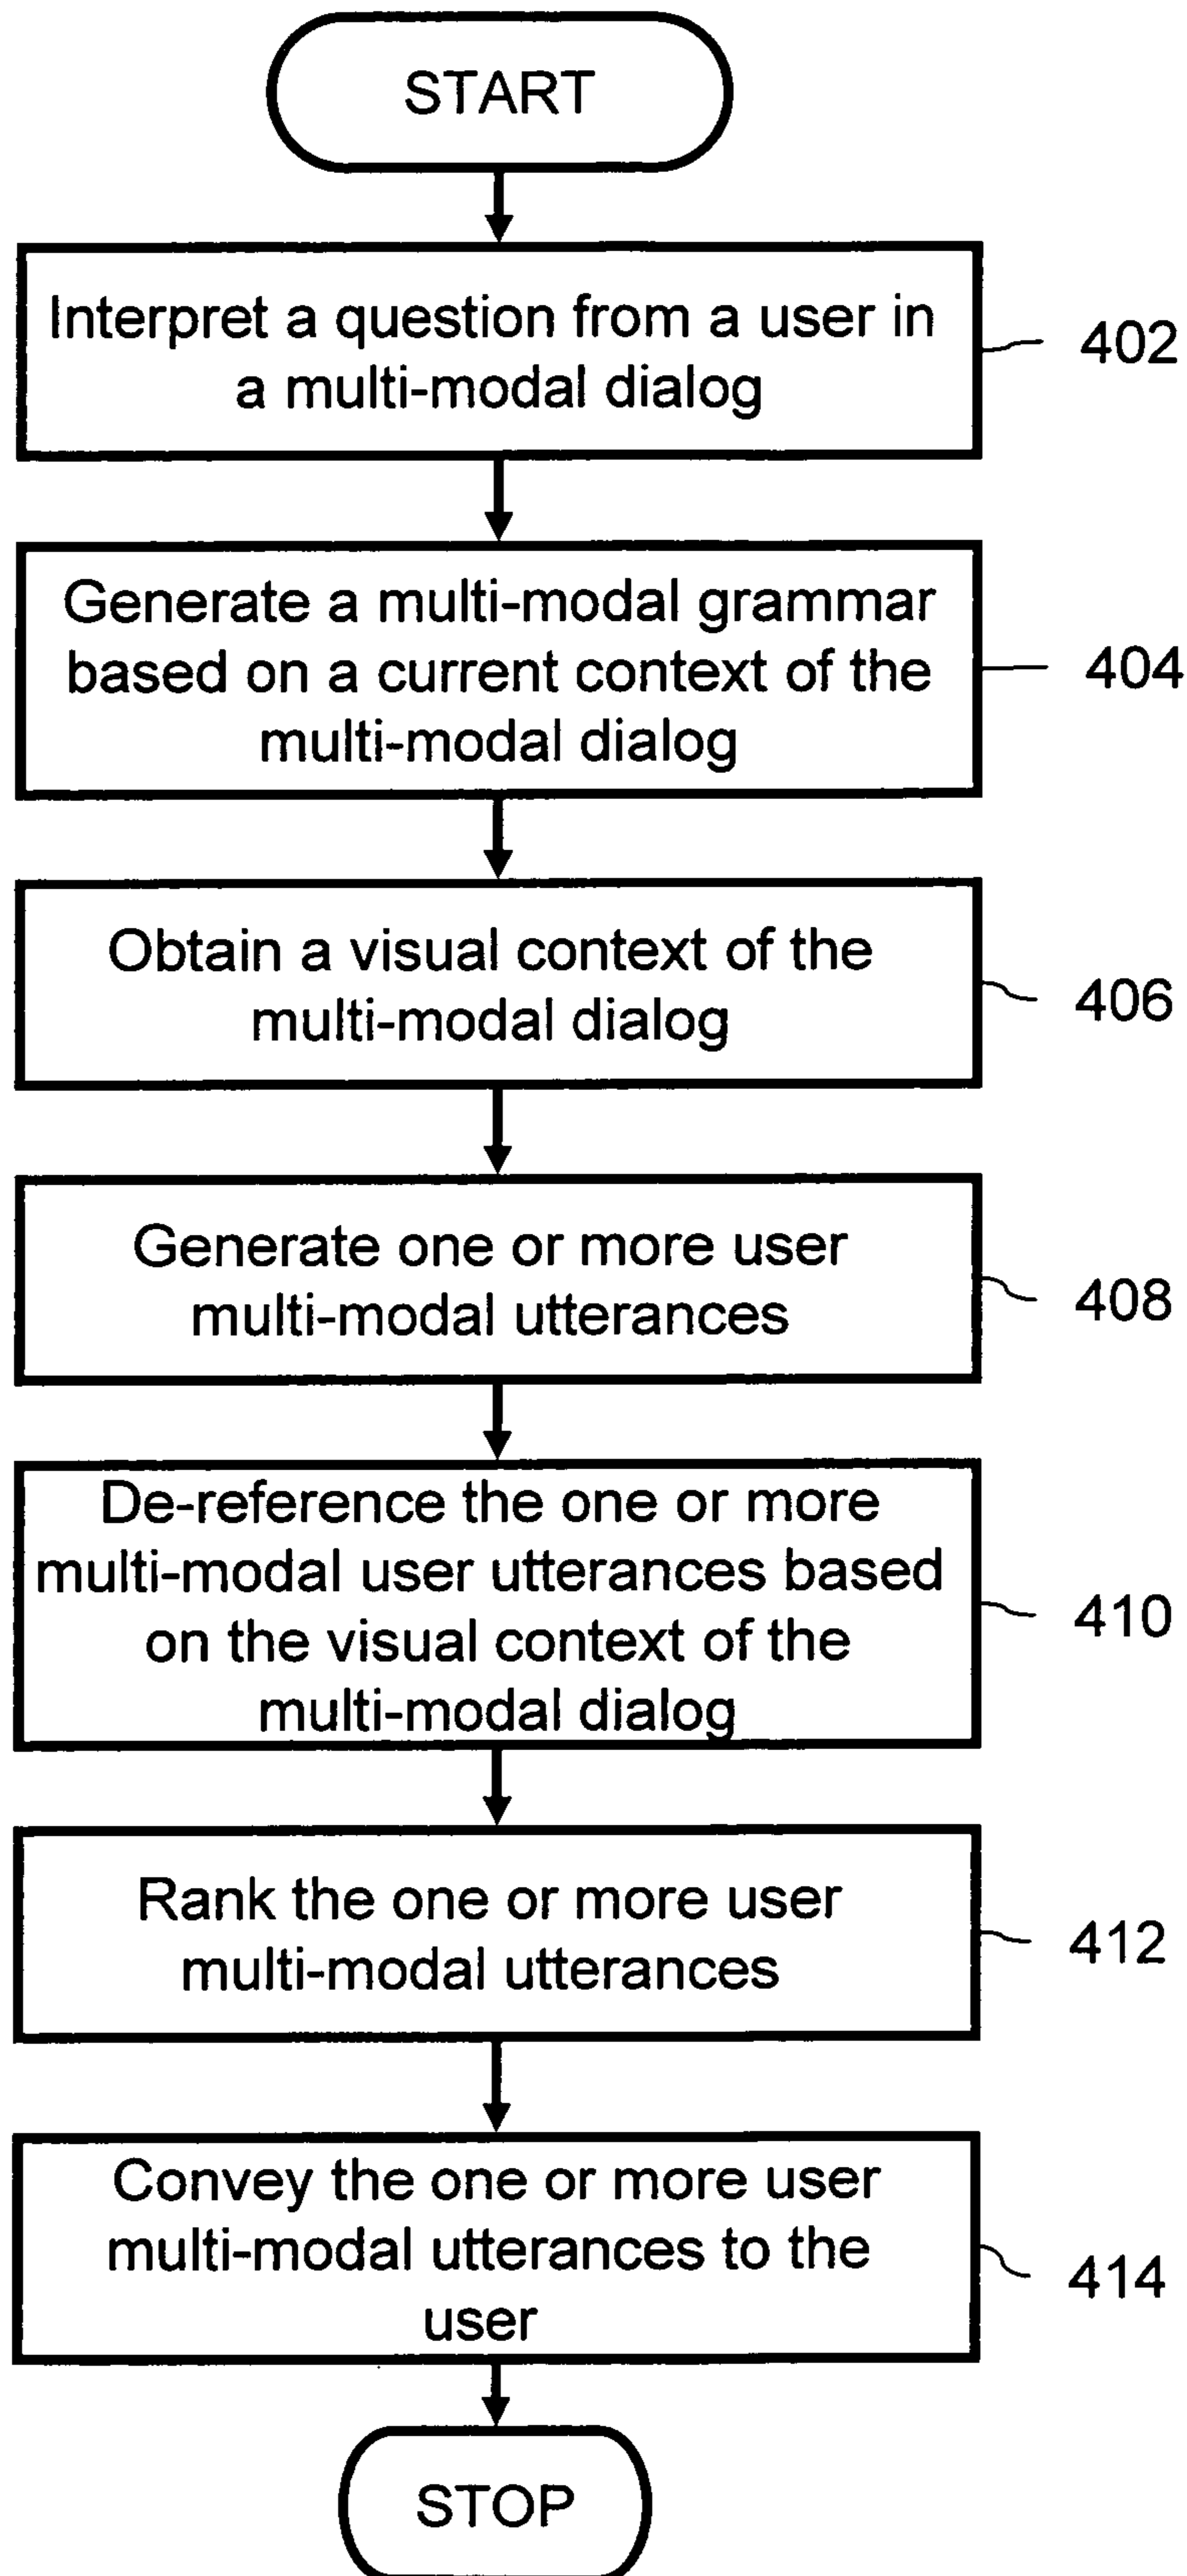 START
Interpret a question from a user in
a multi-modal dialog
402
Generate a multi-modal grammar
based on a current context of the
multi-modal dialog
404
Obtain a visual context of the
multi-modal dialog
406
Generate one or more user
multi-modal utterances
408
De-reference the one or more
multi-modal user utterances based
on the visual context of the
multi-modal dialog
410
Rank the one or more user
multi-modal utterances
412
Convey the one or more user
multi-modal utterances to the
user
414
STOP